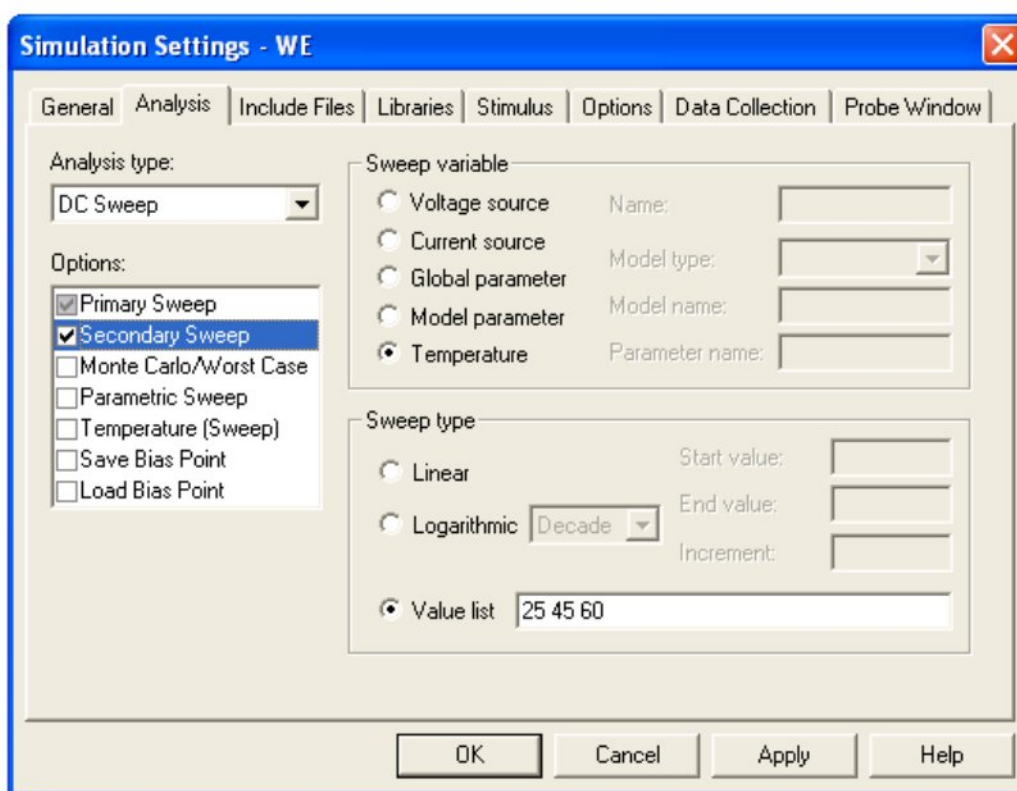 Simulation Settings - WE
General Analysis Include Files Libraries Stimulus Options Data Collection Probe Window
Analysis type:
DC Sweep
Options:
Primary Sweep
Secondary Sweep
Monte Carlo/Worst Case
Parametric Sweep
Temperature (Sweep)
Save Bias Point
Load Bias Point
Sweep variable
Voltage source
Current source
Global parameter
Model parameter
Temperature
Name:
Model type:
Model name:
Parameter name:
Sweep type
Linear
Logarithmic Decade
Value list 25 45 60
Start value:
End value:
Increment:
OK Cancel Apply Help